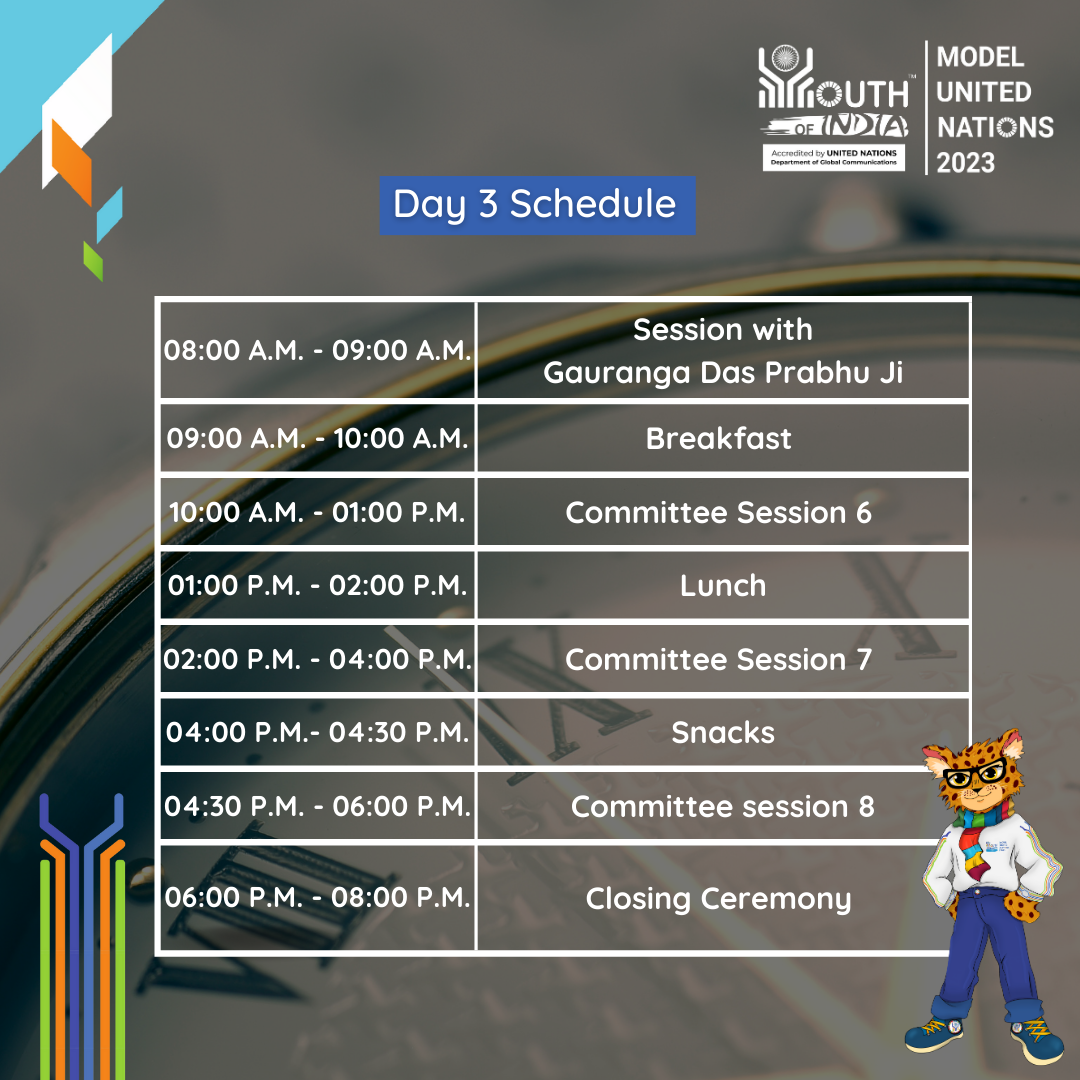 YOUTH™
OF INDIA
Accredited by UNITED NATIONS
Department of Global Communications
MODEL
UNITED
NATIONS
2023
Day 3 Schedule
08:00 A.M. - 09:00 A.M.
Session with
Gauranga Das Prabhu Ji
09:00 A.M. - 10:00 A.M.
Breakfast
10:00 A.M. - 01:00 P.M.
Committee Session 6
01:00 P.M. - 02:00 P.M.
Lunch
02:00 P.M. - 04:00 P.M.
Committee Session 7
04:00 P.M.- 04:30 P.M.
Snacks
04:30 P.M. - 06:00 P.M.
Committee session 8
06:00 P.M. - 08:00 P.M.
Closing Ceremony